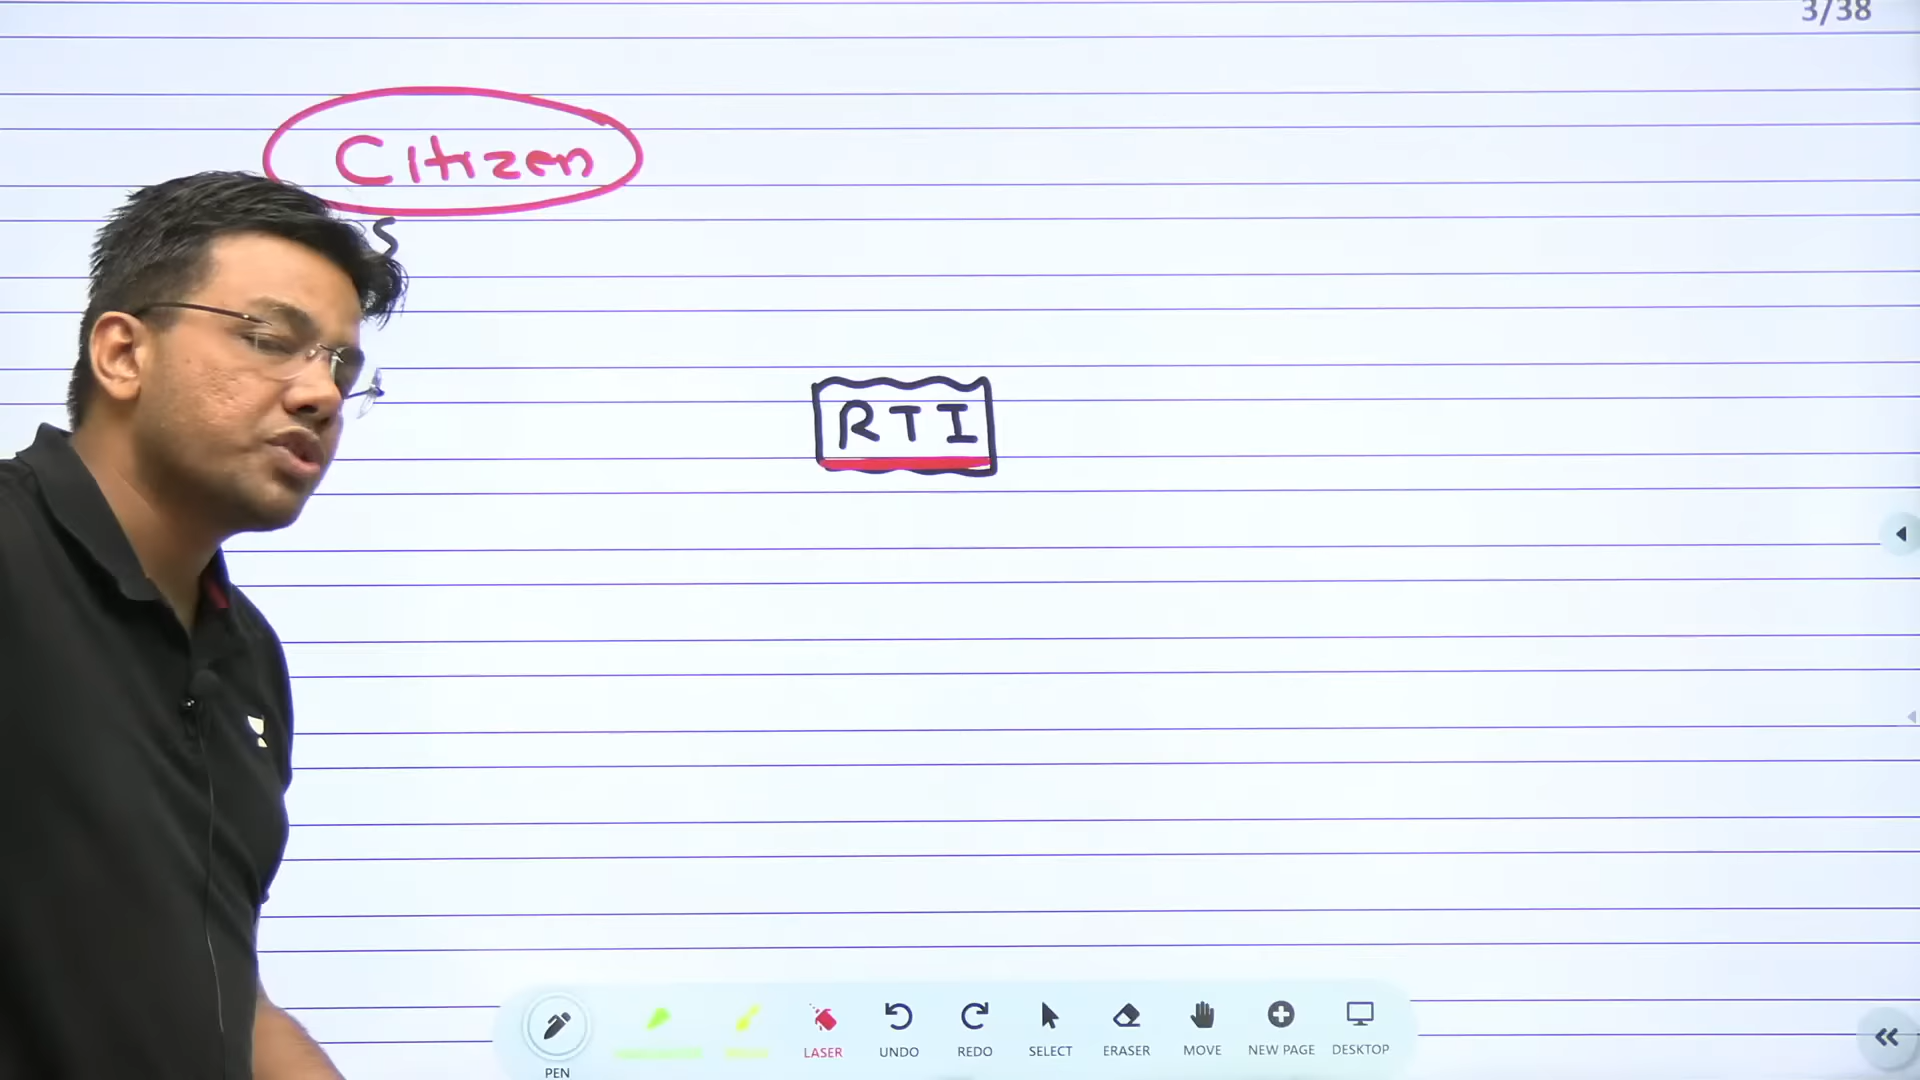 3/38
Citizen
S
RTI
LASER UNDO REDO SELECT ERASER MOVE NEW PAGE DESKTOP
PEN